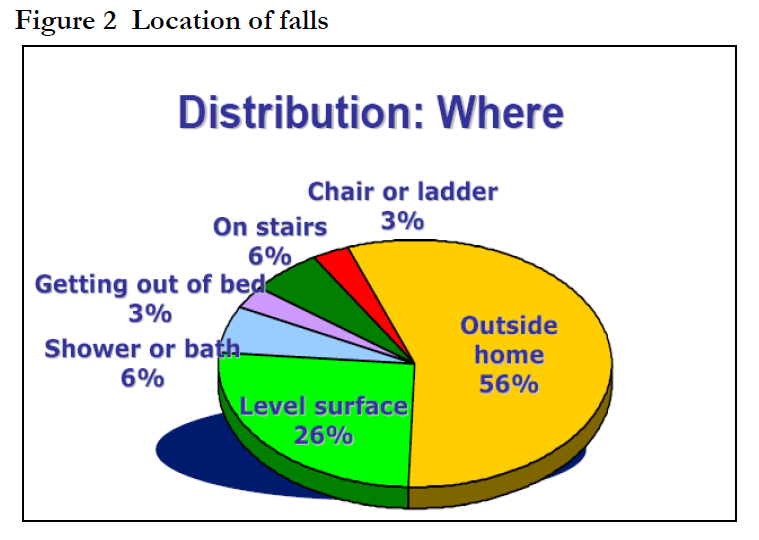 Figure 2 Location of falls
Distribution: Where
Chair or ladder
3%
On stairs
6%
Getting out of bed
3%
Shower or bath
6%
Level surface
26%
Outside
home
56%